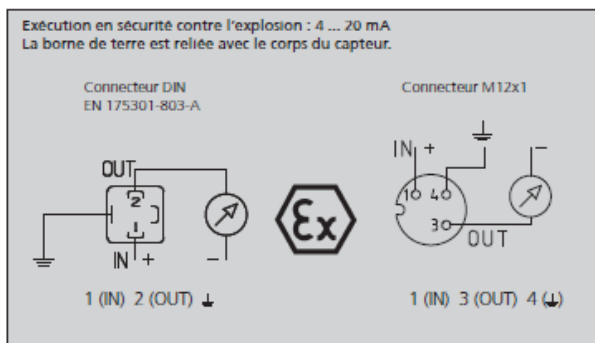 Exécution en sécurité contre l'explosion : 4 ... 20 mA
La borne de terre est reliée avec le corps du capteur.
Connecteur DIN
EN 175301-803-A
Connecteur M12x1
OUT
2
1
IN +
−
Ex
IN +
−
1 4
3
OUT
1 (IN) 2 (OUT) ⏚
1 (IN) 3 (OUT) 4 (⏚)